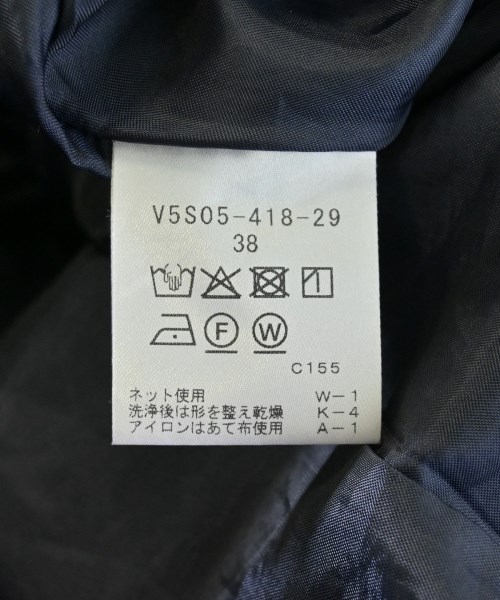 V5S05-418-29
38
F W
C155
ネット使用 W-1
洗浄後は形を整え乾燥 K-4
アイロンはあて布使用 A-1